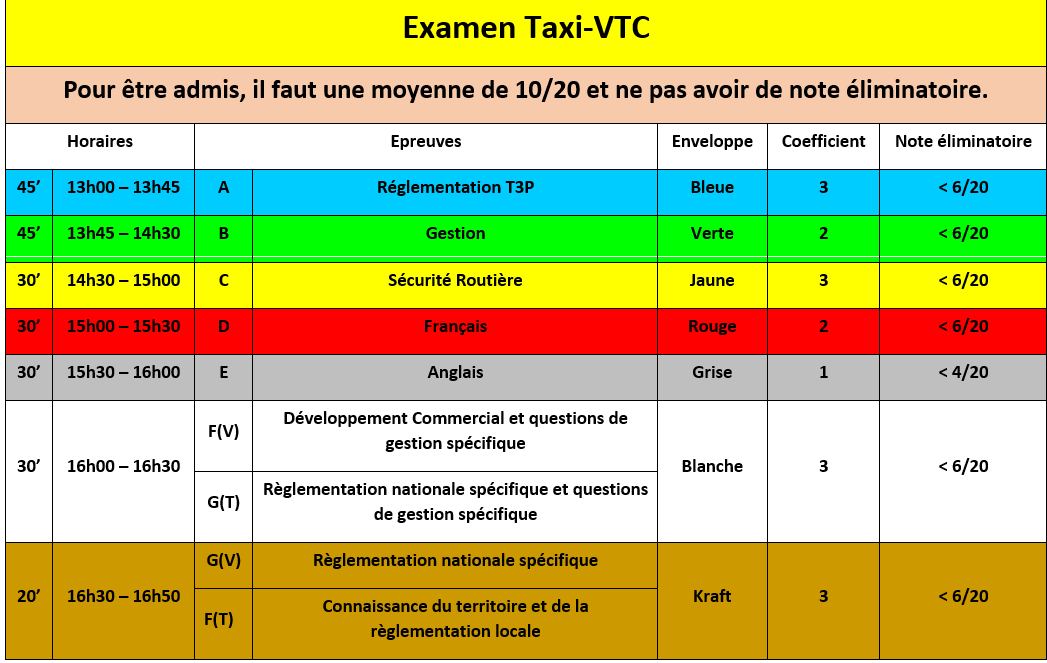 Examen Taxi-VTC
Pour être admis, il faut une moyenne de 10/20 et ne pas avoir de note éliminatoire.
Horaires Epreuves Enveloppe Coefficient Note éliminatoire
45’ 13h00 – 13h45 A Réglementation T3P Bleue 3 < 6/20
45’ 13h45 – 14h30 B Gestion Verte 2 < 6/20
30’ 14h30 – 15h00 C Sécurité Routière Jaune 3 < 6/20
30’ 15h00 – 15h30 D Français Rouge 2 < 6/20
30’ 15h30 – 16h00 E Anglais Grise 1 < 4/20
30’ 16h00 – 16h30 F(V) Développement Commercial et questions de
gestion spécifique Blanche 3 < 6/20
G(T) Règlementation nationale spécifique et questions
de gestion spécifique
20’ 16h30 – 16h50 G(V) Règlementation nationale spécifique Kraft 3 < 6/20
F(T) Connaissance du territoire et de la
règlementation locale